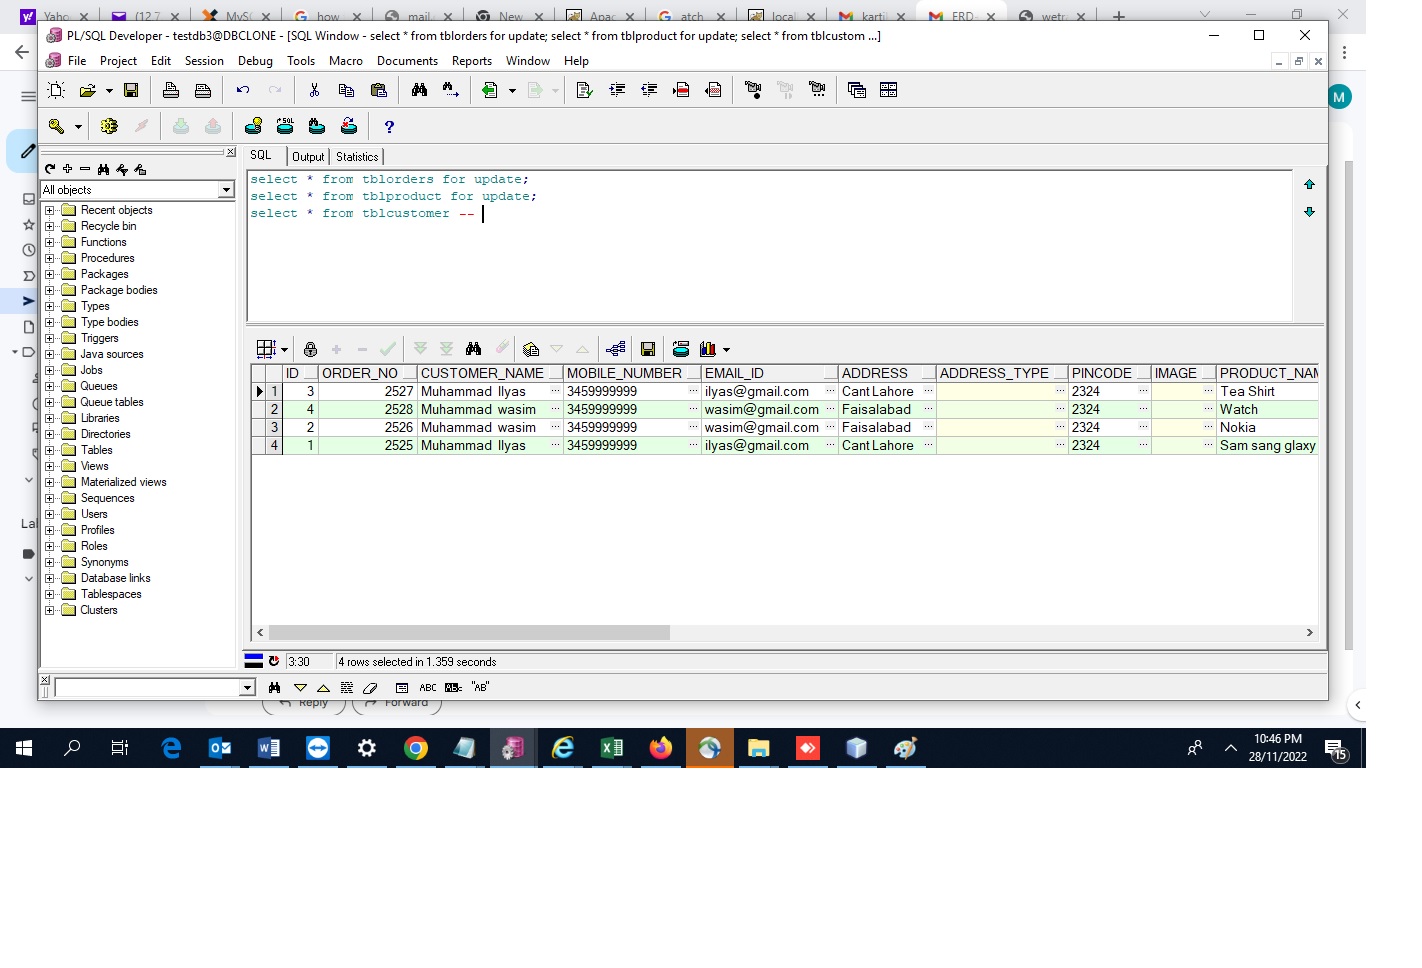 Yaho
(12,7
MySC
how
mail.
New
Apac
atch
local
kartil
ERD-
wetr
PL/SQL Developer - testdb3@DBCLONE - [SQL Window - select * from tblorders for update; select * from tblproduct for update; select * from tblcustom ...]
File Project Edit Session Debug Tools Macro Documents Reports Window Help
M
SQL Output Statistics
All objects
select * from tblorders for update;
select * from tblproduct for update;
select * from tblcustomer --
Recent objects
Recycle bin
Functions
Procedures
Packages
Package bodies
Types
Type bodies
Triggers
Java sources
Jobs
Queues
Queue tables
Libraries
Directories
Tables
Views
Materialized views
Sequences
Users
Profiles
Roles
Synonyms
Database links
Tablespaces
Clusters
ID ORDER_NO CUSTOMER_NAME MOBILE_NUMBER EMAIL_ID ADDRESS ADDRESS_TYPE PINCODE IMAGE PRODUCT_NAM
1 3 2527 Muhammad Ilyas 3459999999 ilyas@gmail.com Cant Lahore 2324 Tea Shirt
2 4 2528 Muhammad wasim 3459999999 wasim@gmail.com Faisalabad 2324 Watch
3 2 2526 Muhammad wasim 3459999999 wasim@gmail.com Faisalabad 2324 Nokia
4 1 2525 Muhammad Ilyas 3459999999 ilyas@gmail.com Cant Lahore 2324 Sam sang glaxy
3:30 4 rows selected in 1.359 seconds
ABC "AB"
Lal
Reply Forward
10:46 PM
28/11/2022
15